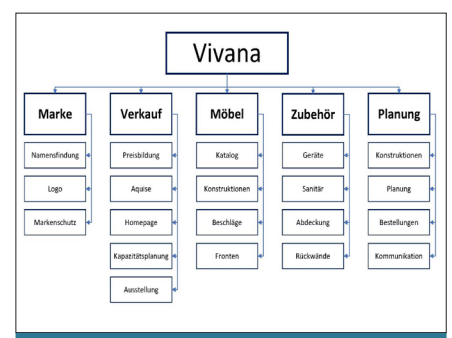 Vivana
Marke
Verkauf
Möbel
Zubehör
Planung
Namensfindung
Preisbildung
Katalog
Geräte
Konstruktionen
Logo
Aquise
Konstruktionen
Sanitär
Planung
Markenschutz
Homepage
Beschläge
Abdeckung
Bestellungen
Kapazitätsplanung
Fronten
Rückwände
Kommunikation
Ausstellung